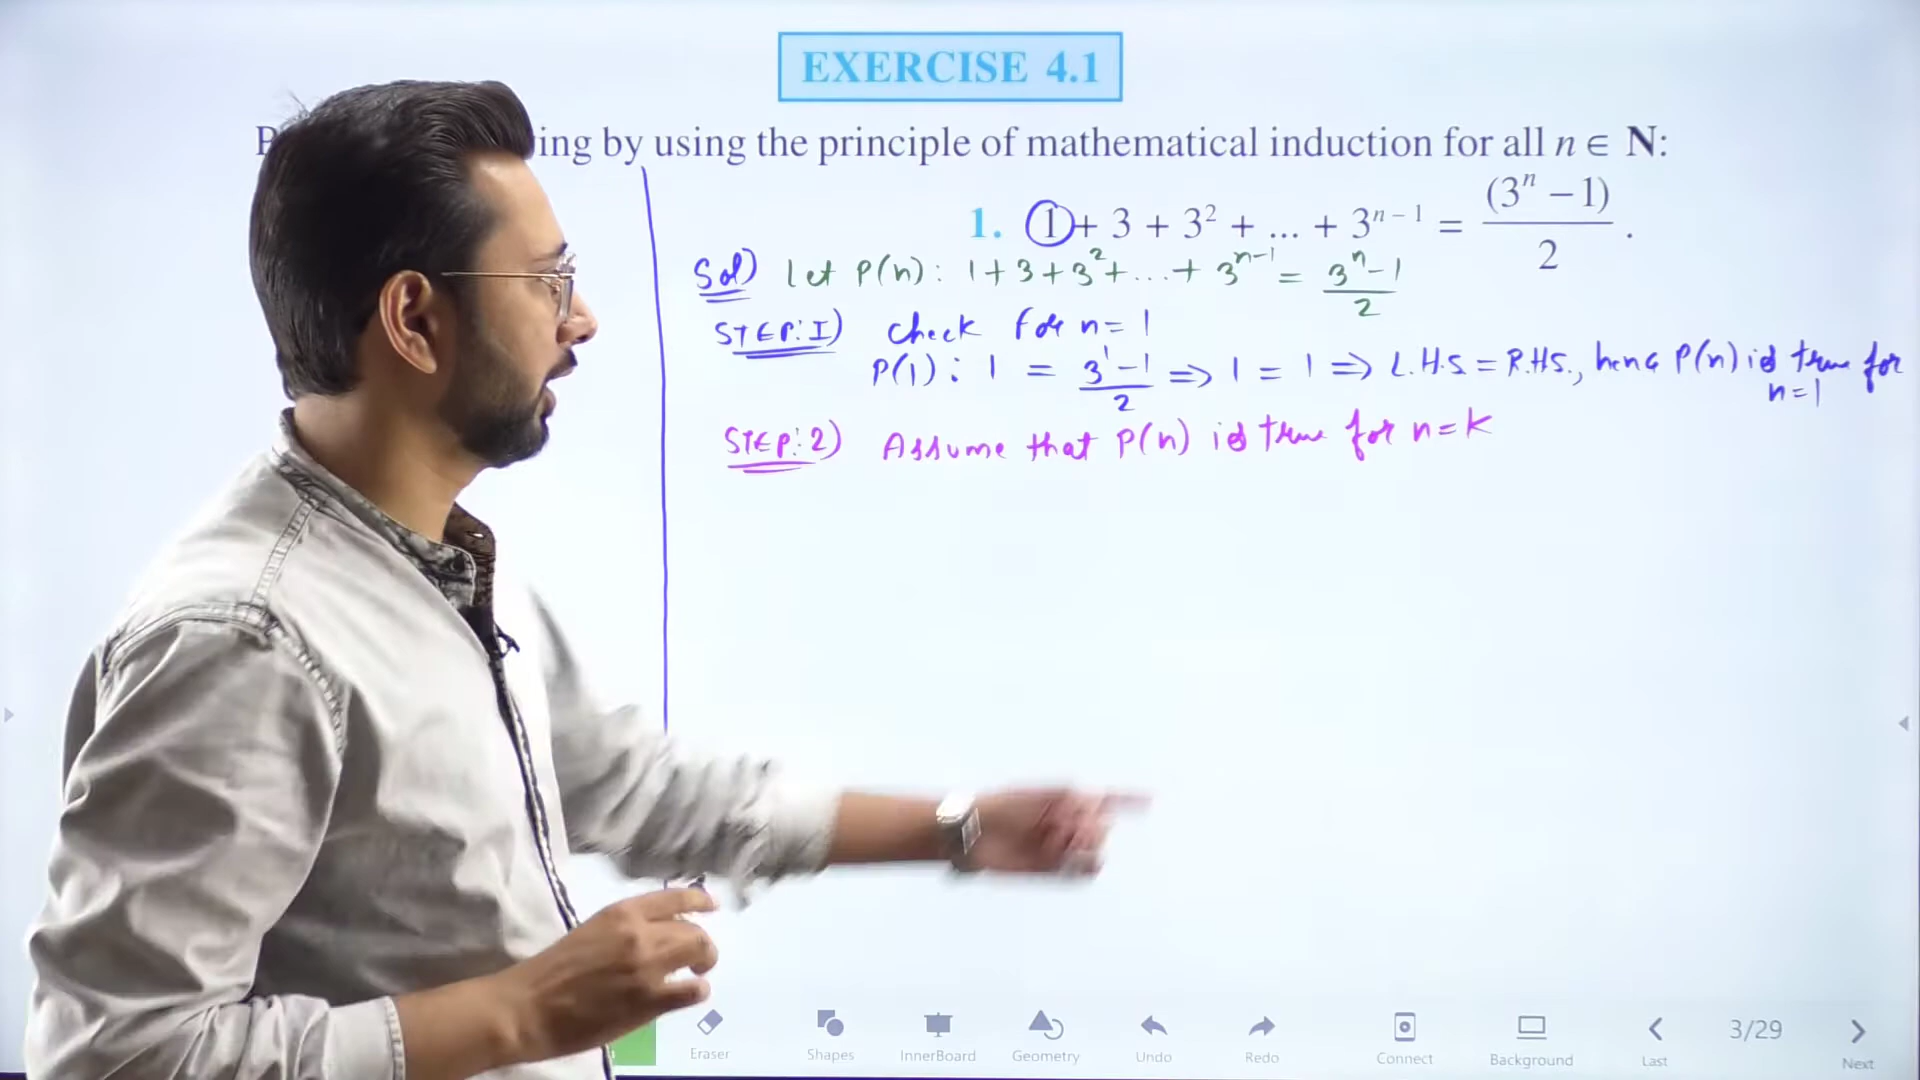 EXERCISE 4.1
ing by using the principle of mathematical induction for all n ∈ N:
1. 1 + 3 + 3² + ... + 3ⁿ⁻¹ = (3ⁿ − 1)/2 .
Sol) let P(n): 1+3+3²+...+ 3ⁿ⁻¹ = 3ⁿ-1/2
STEP:I) check for n=1
P(1): 1 = 3¹-1/2 => 1 = 1 => L.H.S = R.H.S., henc P(n) is true for n=1
STEP:2) Assume that P(n) is true for n=k
Eraser Shapes InnerBoard Geometry Undo Redo Connect Background Last 3/29 Next